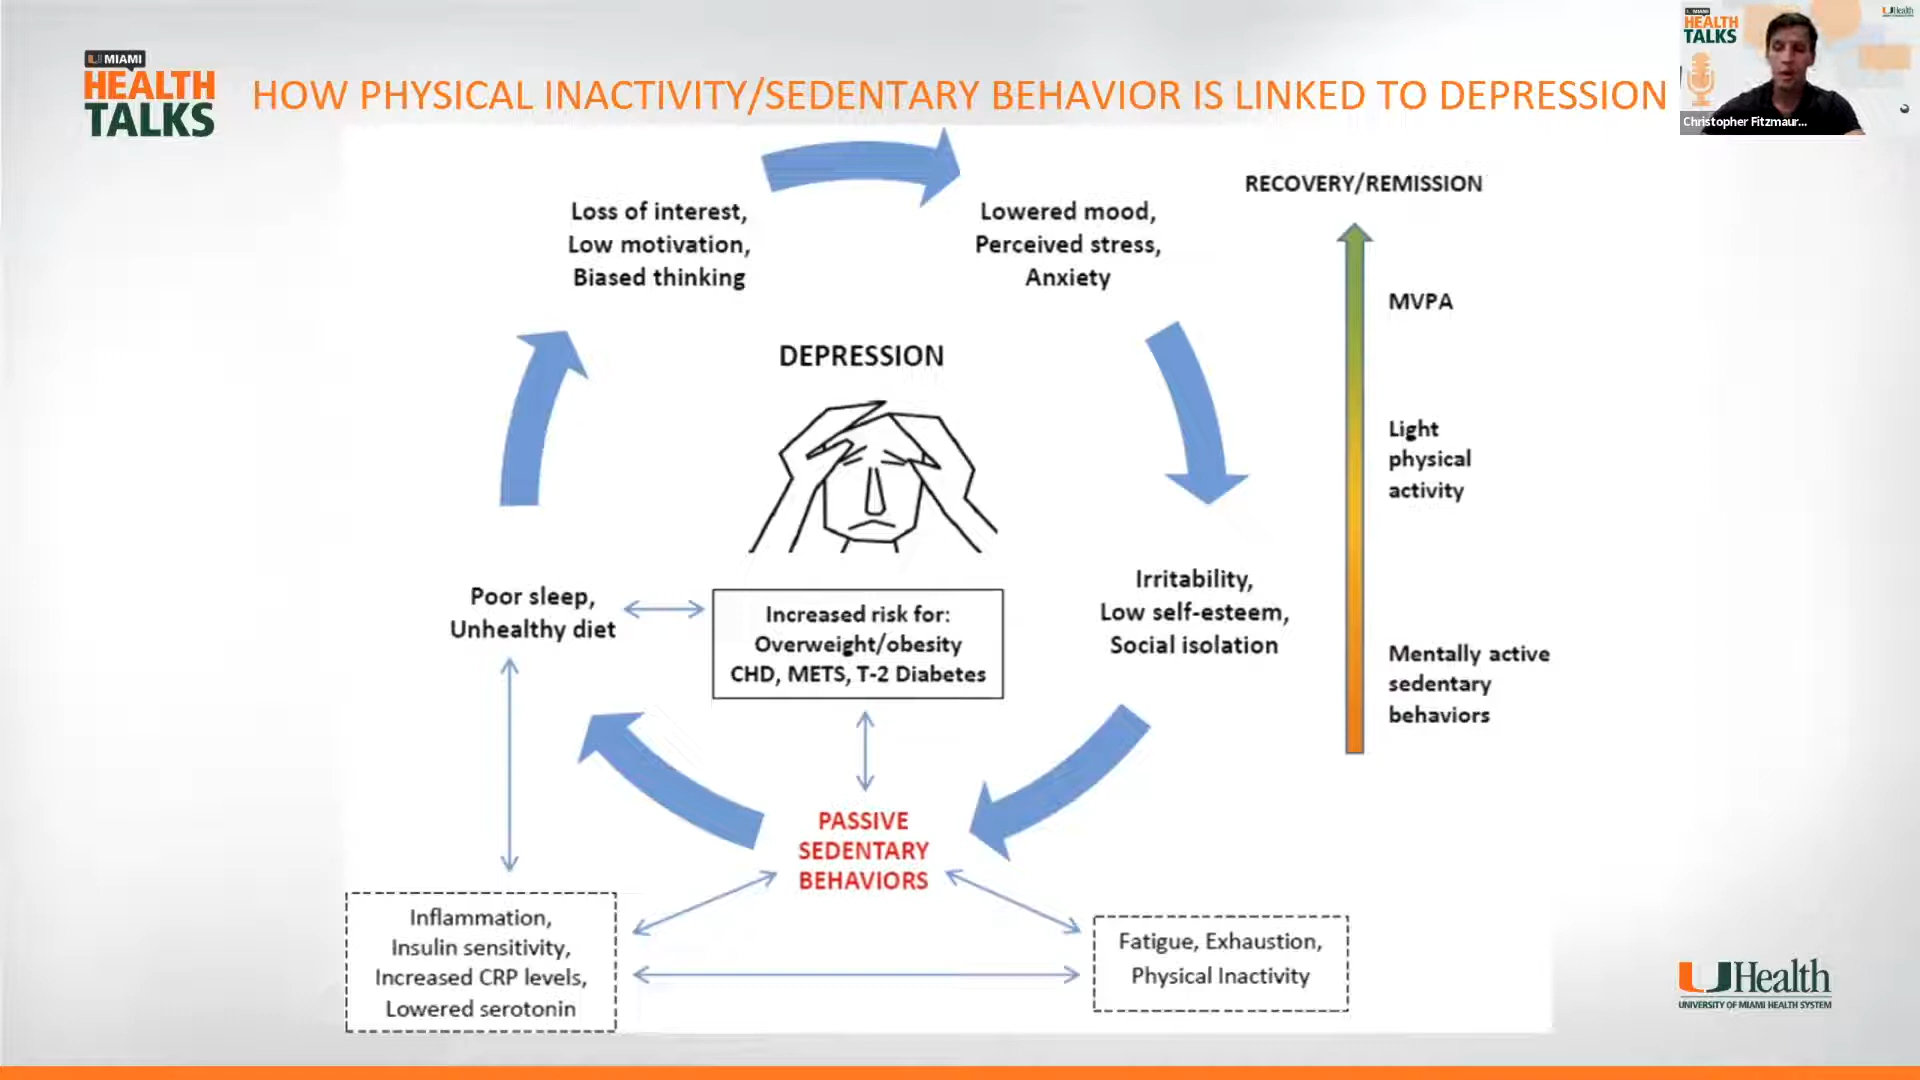 U MIAMI
HEALTH
TALKS
HOW PHYSICAL INACTIVITY/SEDENTARY BEHAVIOR IS LINKED TO DEPRESSION
U MIAMI
HEALTH
TALKS
UHealth
Christopher Fitzmaur...
Loss of interest,
Low motivation,
Biased thinking
Lowered mood,
Perceived stress,
Anxiety
RECOVERY/REMISSION
MVPA
Light
physical
activity
Mentally active
sedentary
behaviors
DEPRESSION
Poor sleep,
Unhealthy diet
Increased risk for:
Overweight/obesity
CHD, METS, T-2 Diabetes
Irritability,
Low self-esteem,
Social isolation
PASSIVE
SEDENTARY
BEHAVIORS
Inflammation,
Insulin sensitivity,
Increased CRP levels,
Lowered serotonin
Fatigue, Exhaustion,
Physical Inactivity
UHealth
UNIVERSITY OF MIAMI HEALTH SYSTEM